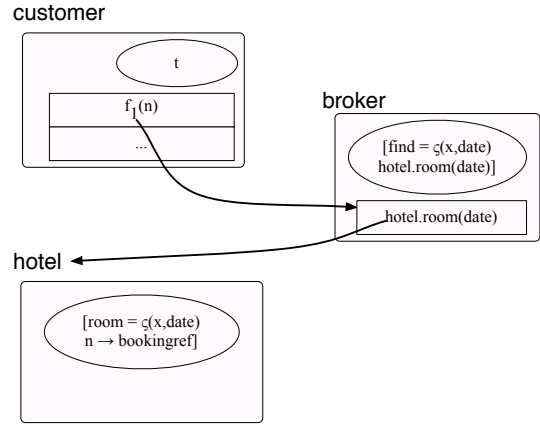 customer
t
f1(n)
...
broker
[find = ς(x,date)
hotel.room(date)]
hotel.room(date)
hotel
[room = ς(x,date)
n → bookingref]